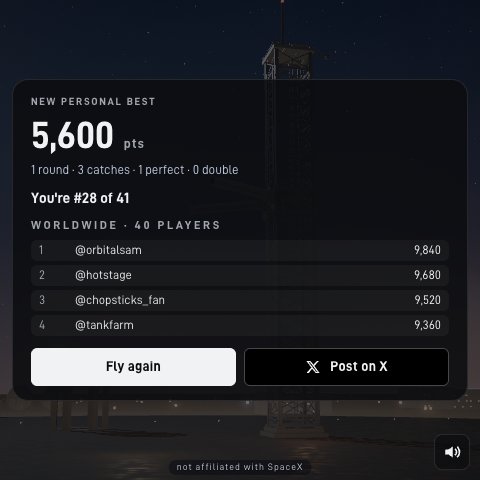 NEW PERSONAL BEST
5,600 pts
1 round · 3 catches · 1 perfect · 0 double
You're #28 of 41
WORLDWIDE · 40 PLAYERS
1 @orbitalsam 9,840
2 @hotstage 9,680
3 @chopsticks_fan 9,520
4 @tankfarm 9,360
Fly again
Post on X
not affiliated with SpaceX